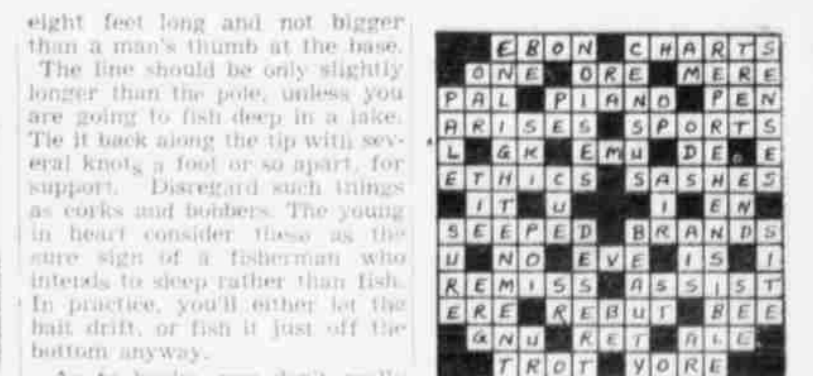 eight feet long and not bigger
than a man's thumb at the base.
The line should be only slightly
longer than the pole, unless you
are going to fish deep in a lake.
Tie it back along the tip with sev-
eral knots a foot or so apart, for
support. Disregard such things
as corks and bobbers. The young
in heart consider these as the
sure sign of a fisherman who
intends to sleep rather than fish.
In practice, you'll either let the
bait drift, or fish it just off the
bottom anyway.
EBON CHARTS
ONE ORE MERE
PAL PIANO PEN
ARISES SPORTS
L GK EMU DE E
ETHICS SASHES
IT U I EN
SEEPED BRANDS
U NO EVE IS I
REMISS ASSIST
ERE REBUT BEE
GNU RET ALE
TROT YORE